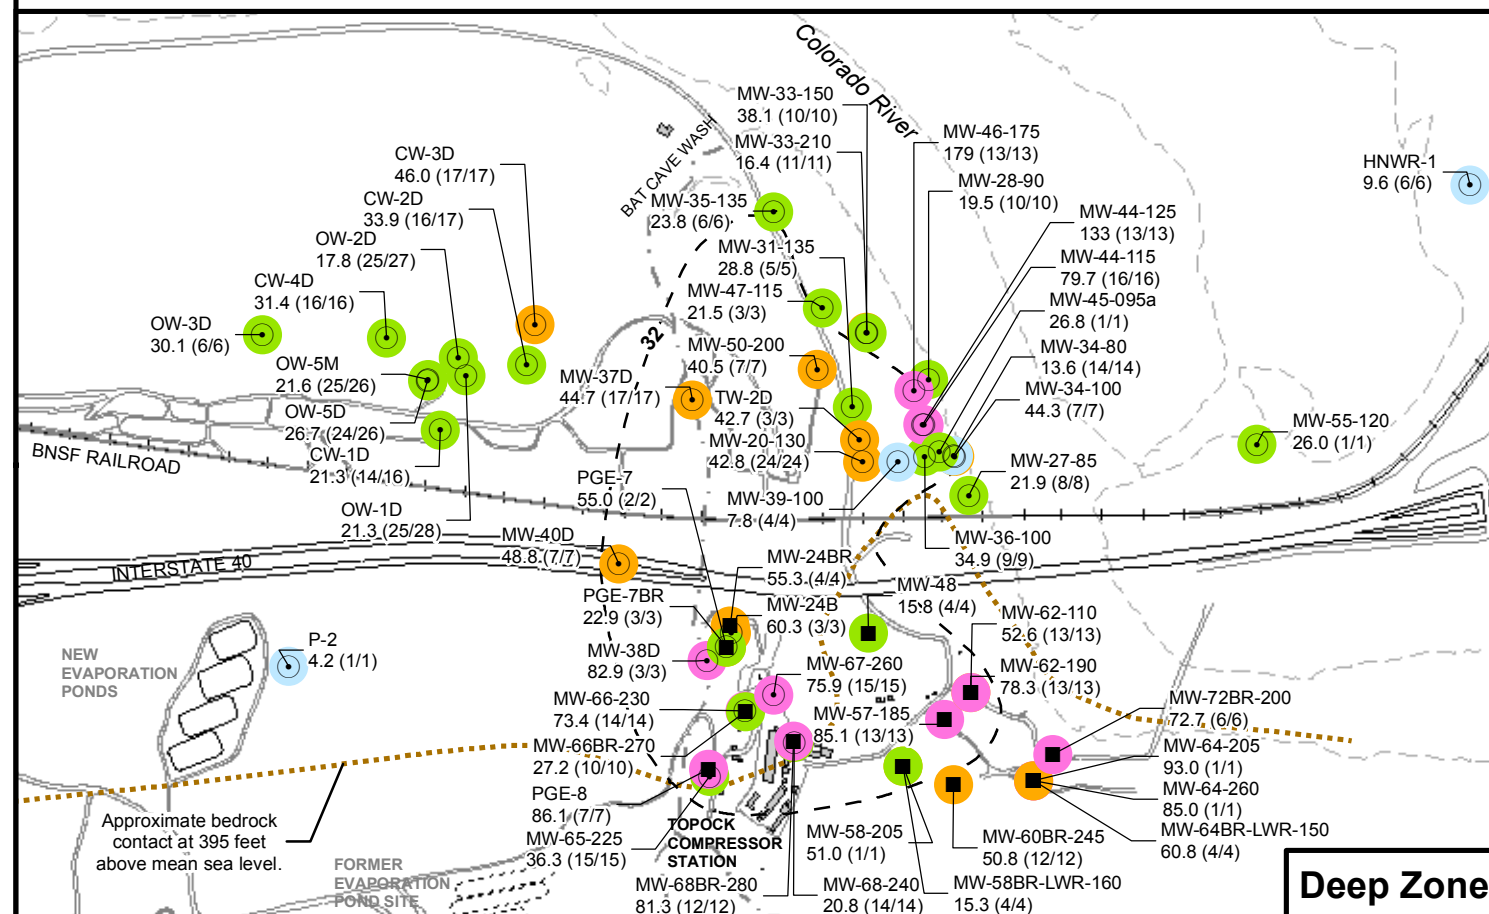 Colorado River
BAT CAVE WASH
MW-33-150
38.1 (10/10)
MW-33-210
16.4 (11/11)
MW-46-175
179 (13/13)
MW-28-90
19.5 (10/10)
HNWR-1
9.6 (6/6)
CW-3D
46.0 (17/17)
CW-2D
33.9 (16/17)
OW-2D
17.8 (25/27)
CW-4D
31.4 (16/16)
OW-3D
30.1 (6/6)
OW-5M
21.6 (25/26)
OW-5D
26.7 (24/26)
CW-1D
21.3 (14/16)
OW-1D
21.3 (25/28)
MW-35-135
23.8 (6/6)
MW-31-135
28.8 (5/5)
MW-47-115
21.5 (3/3)
MW-50-200
40.5 (7/7)
32
MW-37D
44.7 (17/17)
TW-2D
42.7 (3/3)
MW-20-130
42.8 (24/24)
MW-44-125
133 (13/13)
MW-44-115
79.7 (16/16)
MW-45-095a
26.8 (1/1)
MW-34-80
13.6 (14/14)
MW-34-100
44.3 (7/7)
MW-55-120
26.0 (1/1)
MW-27-85
21.9 (8/8)
MW-39-100
7.8 (4/4)
MW-36-100
34.9 (9/9)
BNSF RAILROAD
INTERSTATE 40
PGE-7
55.0 (2/2)
MW-40D
48.8 (7/7)
MW-24BR
55.3 (4/4)
MW-24B
60.3 (3/3)
MW-48
15.8 (4/4)
PGE-7BR
22.9 (3/3)
MW-38D
82.9 (3/3)
MW-62-110
52.6 (13/13)
MW-62-190
78.3 (13/13)
MW-67-260
75.9 (15/15)
MW-57-185
85.1 (13/13)
MW-66-230
73.4 (14/14)
MW-66BR-270
27.2 (10/10)
PGE-8
86.1 (7/7)
MW-65-225
36.3 (15/15)
MW-72BR-200
72.7 (6/6)
MW-64-205
93.0 (1/1)
MW-64-260
85.0 (1/1)
MW-64BR-LWR-150
60.8 (4/4)
P-2
4.2 (1/1)
NEW
EVAPORATION
PONDS
Approximate bedrock
contact at 395 feet
above mean sea level.
FORMER
EVAPORATION
POND SITE
TOPOCK
COMPRESSOR
STATION
MW-58-205
51.0 (1/1)
MW-60BR-245
50.8 (12/12)
MW-68BR-280
81.3 (12/12)
MW-68-240
20.8 (14/14)
MW-58BR-LWR-160
15.3 (4/4)
Deep Zone